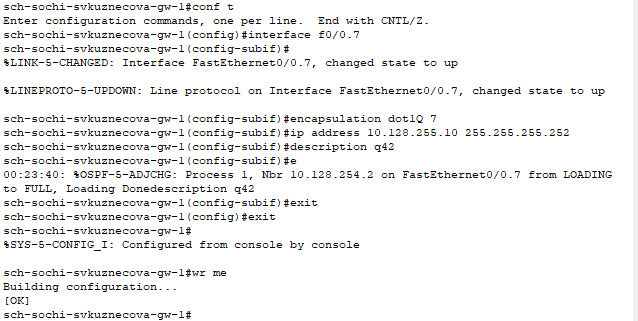 sch-sochi-svkuznecova-gw-1#conf t
Enter configuration commands, one per line.  End with CNTL/Z.
sch-sochi-svkuznecova-gw-1(config)#interface f0/0.7
sch-sochi-svkuznecova-gw-1(config-subif)#
%LINK-5-CHANGED: Interface FastEthernet0/0.7, changed state to up
%LINEPROTO-5-UPDOWN: Line protocol on Interface FastEthernet0/0.7, changed state to up
sch-sochi-svkuznecova-gw-1(config-subif)#encapsulation dot1Q 7
sch-sochi-svkuznecova-gw-1(config-subif)#ip address 10.128.255.10 255.255.255.252
sch-sochi-svkuznecova-gw-1(config-subif)#description q42
sch-sochi-svkuznecova-gw-1(config-subif)#e
00:23:40: %OSPF-5-ADJCHG: Process 1, Nbr 10.128.254.2 on FastEthernet0/0.7 from LOADING
to FULL, Loading Donedescription q42
sch-sochi-svkuznecova-gw-1(config-subif)#exit
sch-sochi-svkuznecova-gw-1(config)#exit
sch-sochi-svkuznecova-gw-1#
%SYS-5-CONFIG_I: Configured from console by console
sch-sochi-svkuznecova-gw-1#wr me
Building configuration...
[OK]
sch-sochi-svkuznecova-gw-1#